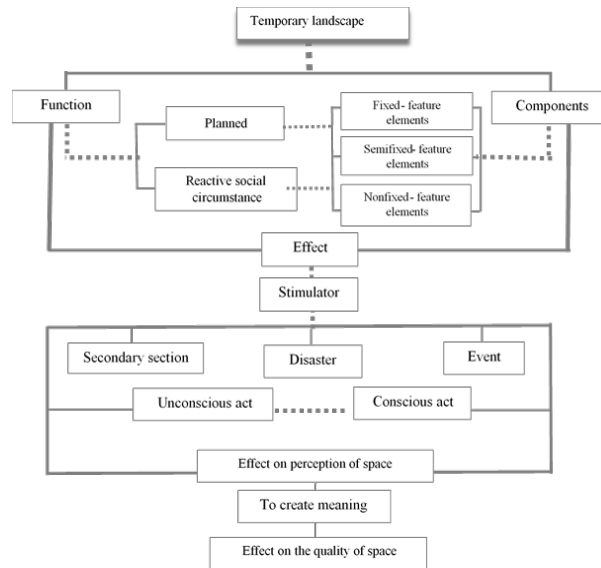 Temporary landscape
Function
Components
Planned
Fixed- feature
elements
Semifixed- feature
elements
Reactive social
circumstance
Nonfixed- feature
elements
Effect
Stimulator
Secondary section
Disaster
Event
Unconscious act
Conscious act
Effect on perception of space
To create meaning
Effect on the quality of space